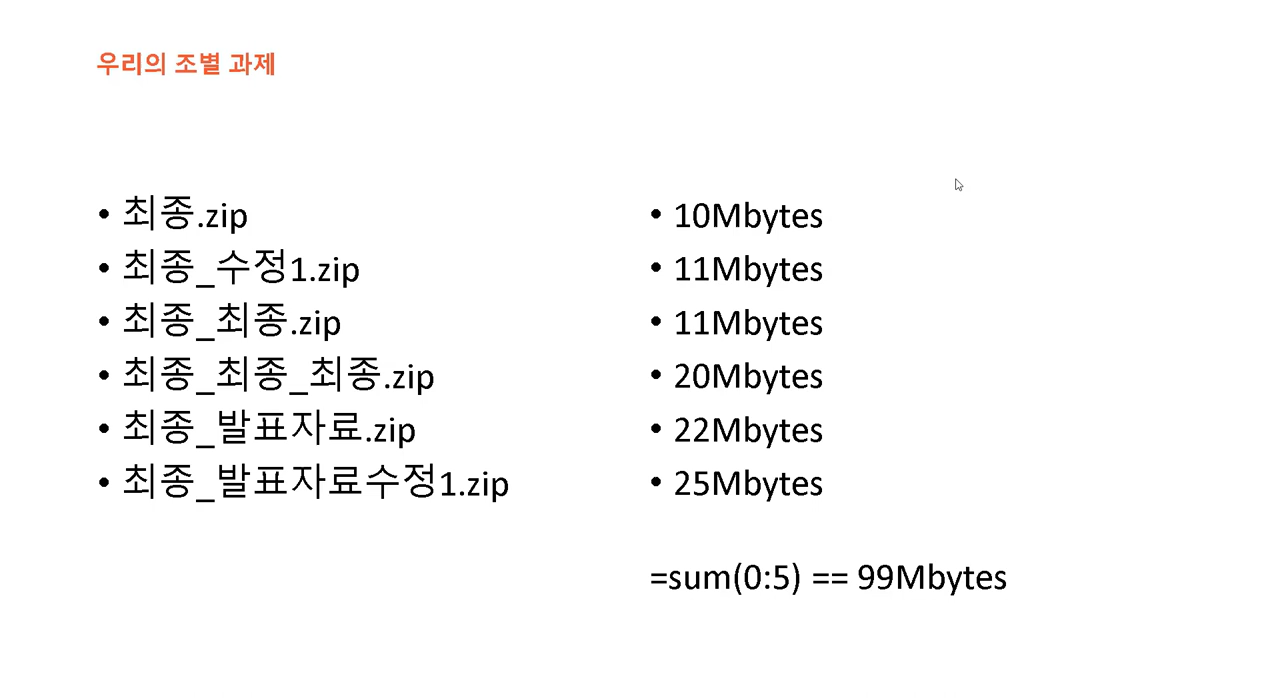 우리의 조별 과제
• 최종.zip
• 최종_수정1.zip
• 최종_최종.zip
• 최종_최종_최종.zip
• 최종_발표자료.zip
• 최종_발표자료수정1.zip
• 10Mbytes
• 11Mbytes
• 11Mbytes
• 20Mbytes
• 22Mbytes
• 25Mbytes
=sum(0:5) == 99Mbytes